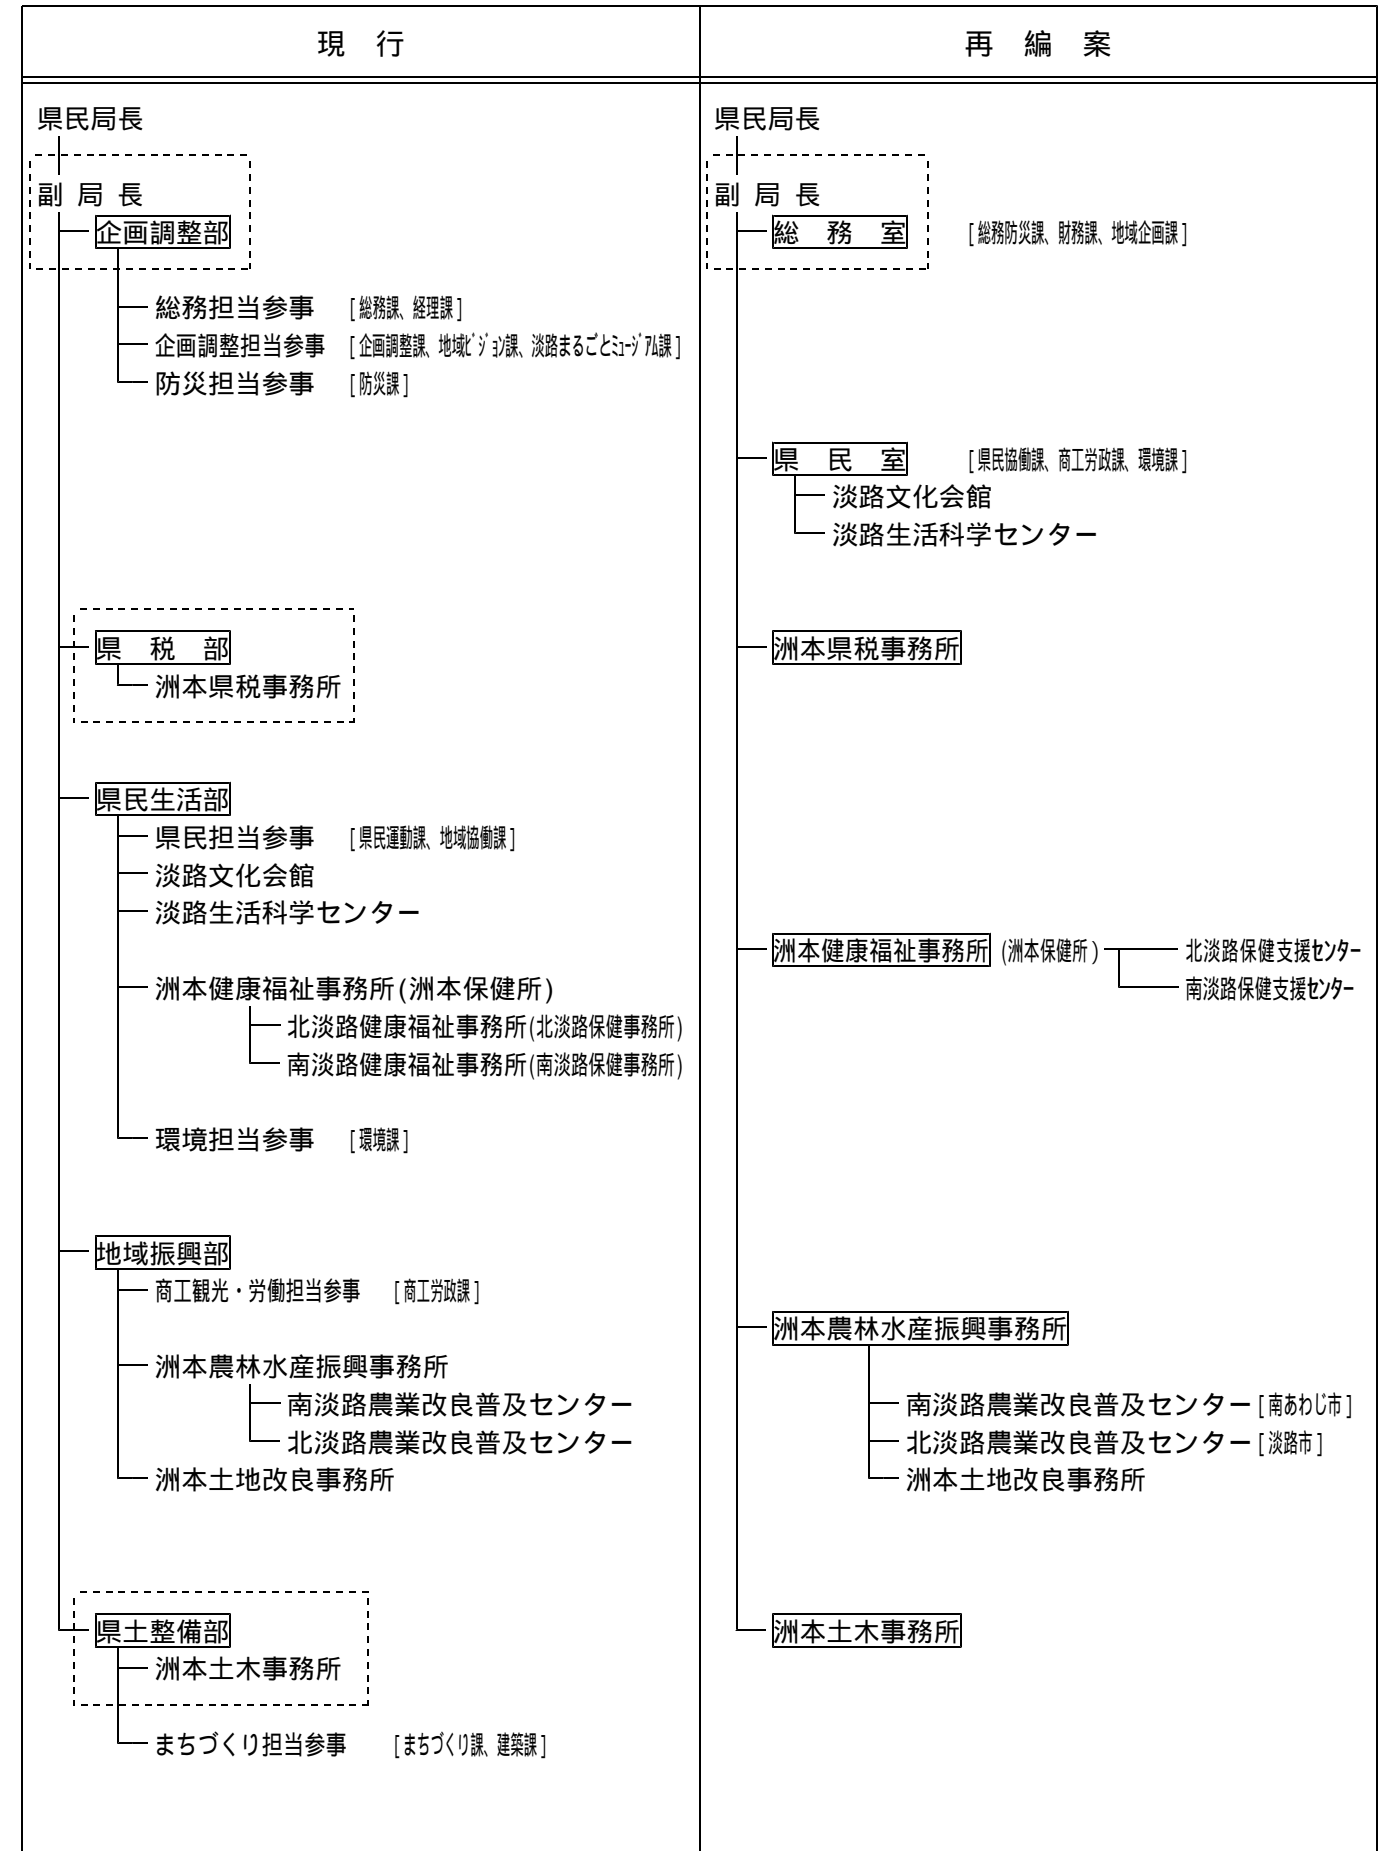 現　行
県民局長
副 局 長
企画調整部
総務担当参事　[総務課、経理課]
企画調整担当参事　[企画調整課、地域ﾋﾞｼﾞｮﾝ課、淡路まるごとﾐｭｰｼﾞｱﾑ課]
防災担当参事　[防災課]
県　税　部
洲本県税事務所
県民生活部
県民担当参事　[県民運動課、地域協働課]
淡路文化会館
淡路生活科学センター
洲本健康福祉事務所(洲本保健所)
北淡路健康福祉事務所(北淡路保健事務所)
南淡路健康福祉事務所(南淡路保健事務所)
環境担当参事　[環境課]
地域振興部
商工観光・労働担当参事　[商工労政課]
洲本農林水産振興事務所
南淡路農業改良普及センター
北淡路農業改良普及センター
洲本土地改良事務所
県土整備部
洲本土木事務所
まちづくり担当参事　[まちづくり課、建築課]
再　編　案
県民局長
副 局 長
総　務　室　[総務防災課、財務課、地域企画課]
県　民　室　[県民協働課、商工労政課、環境課]
淡路文化会館
淡路生活科学センター
洲本県税事務所
洲本健康福祉事務所(洲本保健所)　北淡路保健支援ｾﾝﾀｰ
南淡路保健支援ｾﾝﾀｰ
洲本農林水産振興事務所
南淡路農業改良普及センター[南あわじ市]
北淡路農業改良普及センター[淡路市]
洲本土地改良事務所
洲本土木事務所